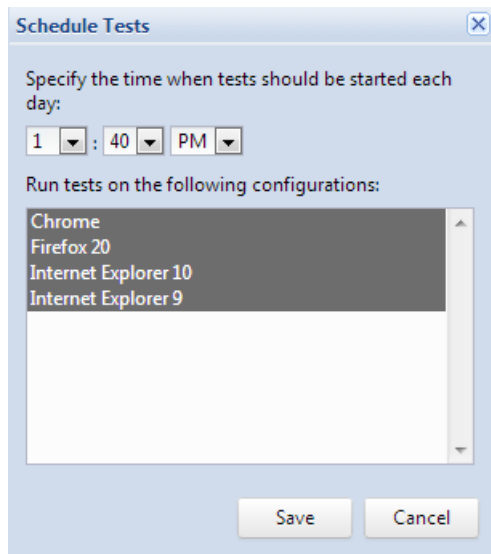 Schedule Tests
Specify the time when tests should be started each
day:
1 : 40 PM
Run tests on the following configurations:
Chrome
Firefox 20
Internet Explorer 10
Internet Explorer 9
Save Cancel